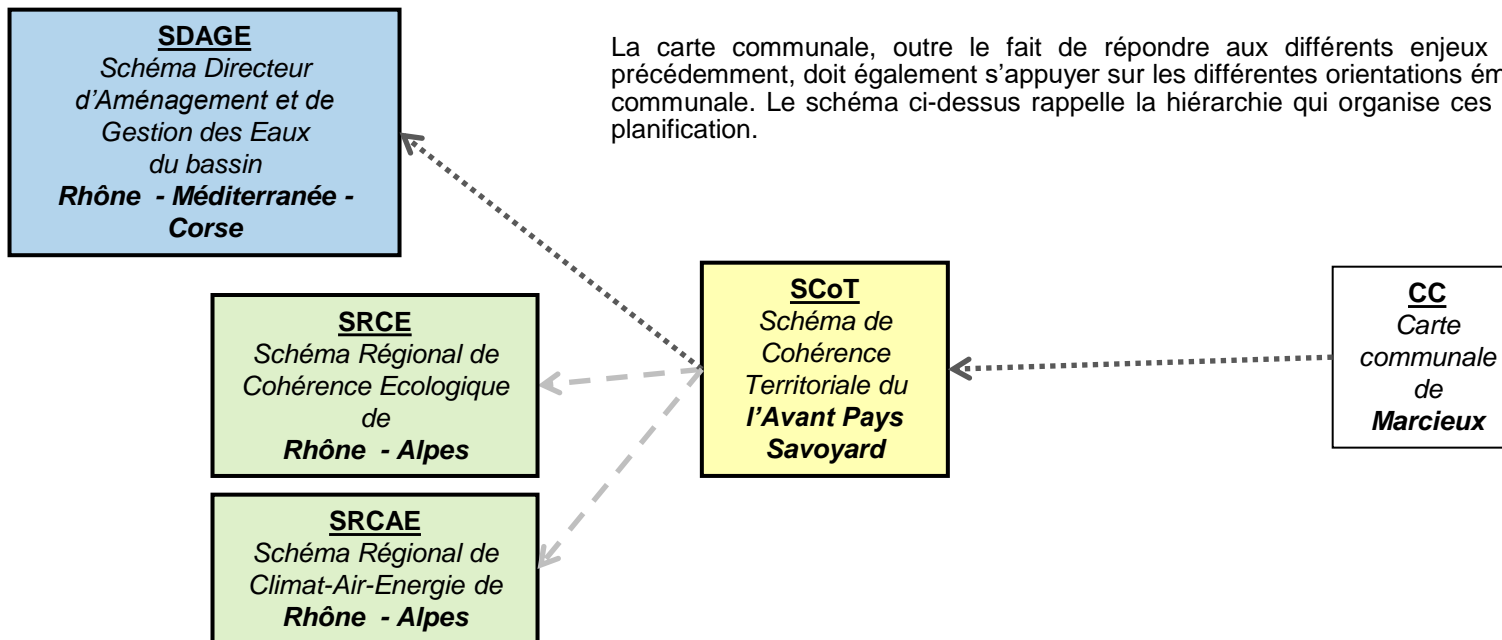 SDAGE
Schéma Directeur
d'Aménagement et de
Gestion des Eaux
du bassin
Rhône - Méditerranée -
Corse
La carte communale, outre le fait de répondre aux différents enjeux
précédemment, doit également s'appuyer sur les différentes orientations
communale. Le schéma ci-dessus rappelle la hiérarchie qui organise ces
planification.
SRCE
Schéma Régional de
Cohérence Ecologique
de
Rhône - Alpes
SCoT
Schéma de
Cohérence
Territoriale du
l'Avant Pays
Savoyard
CC
Carte
communale
de
Marcieux
SRCAE
Schéma Régional de
Climat-Air-Energie de
Rhône - Alpes